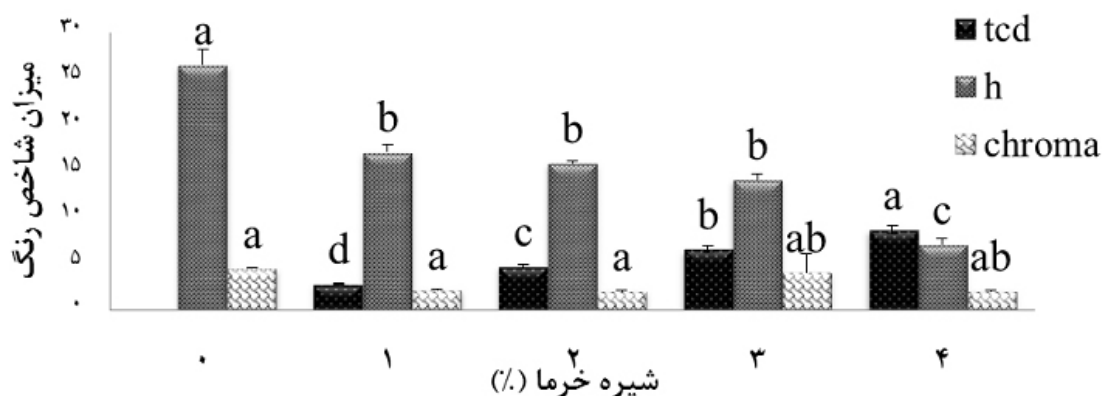 میزان شاخص رنگ
۳۰
۲۵
۲۰
۱۵
۱۰
۵
۰
a
a
d
b
a
c
b
a
b
b
ab
a
c
ab
tcd
h
chroma
۰ ۱ ۲ ۳ ۴
شیره خرما (٪)